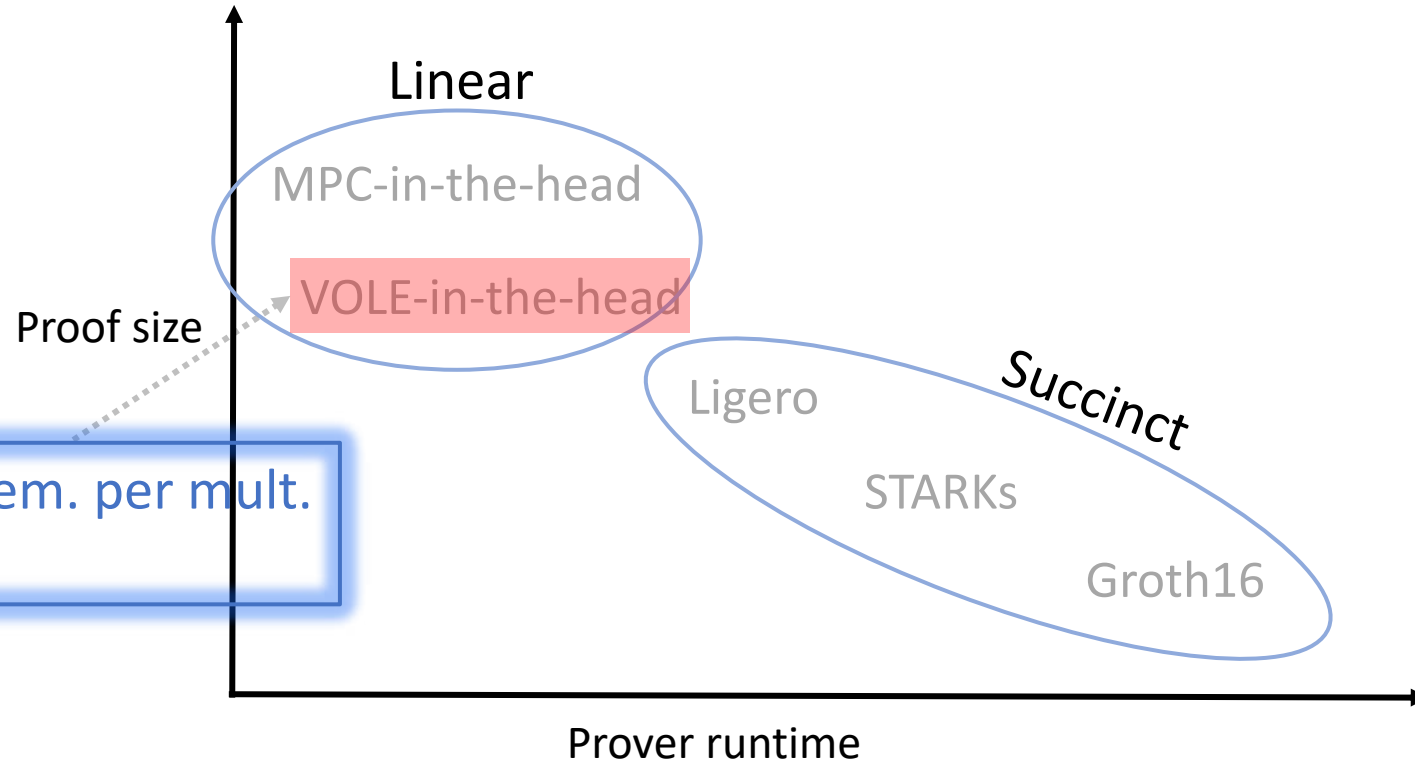 Linear
MPC-in-the-head
VOLE-in-the-head
Proof size
Succinct
Ligero
em. per mult.
STARKs
Groth16
Prover runtime